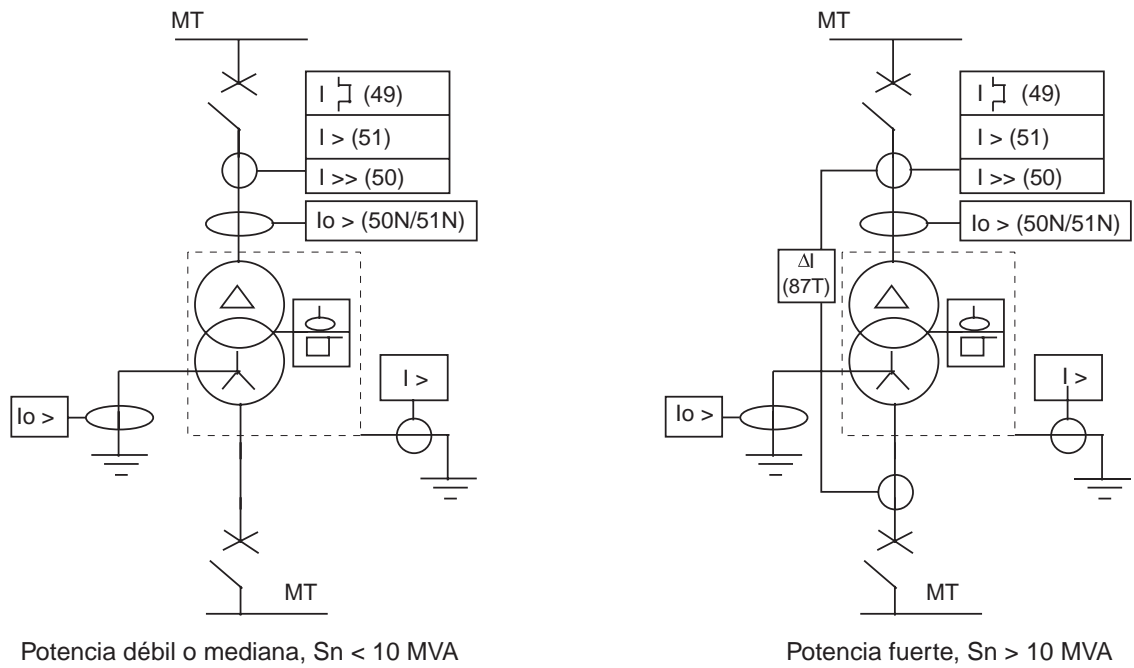 MT
I (49)
I > (51)
I >> (50)
Io > (50N/51N)
I >
Io >
MT
Potencia débil o mediana, Sn < 10 MVA
MT
I (49)
I > (51)
I >> (50)
Io > (50N/51N)
ΔI
(87T)
I >
Io >
MT
Potencia fuerte, Sn > 10 MVA